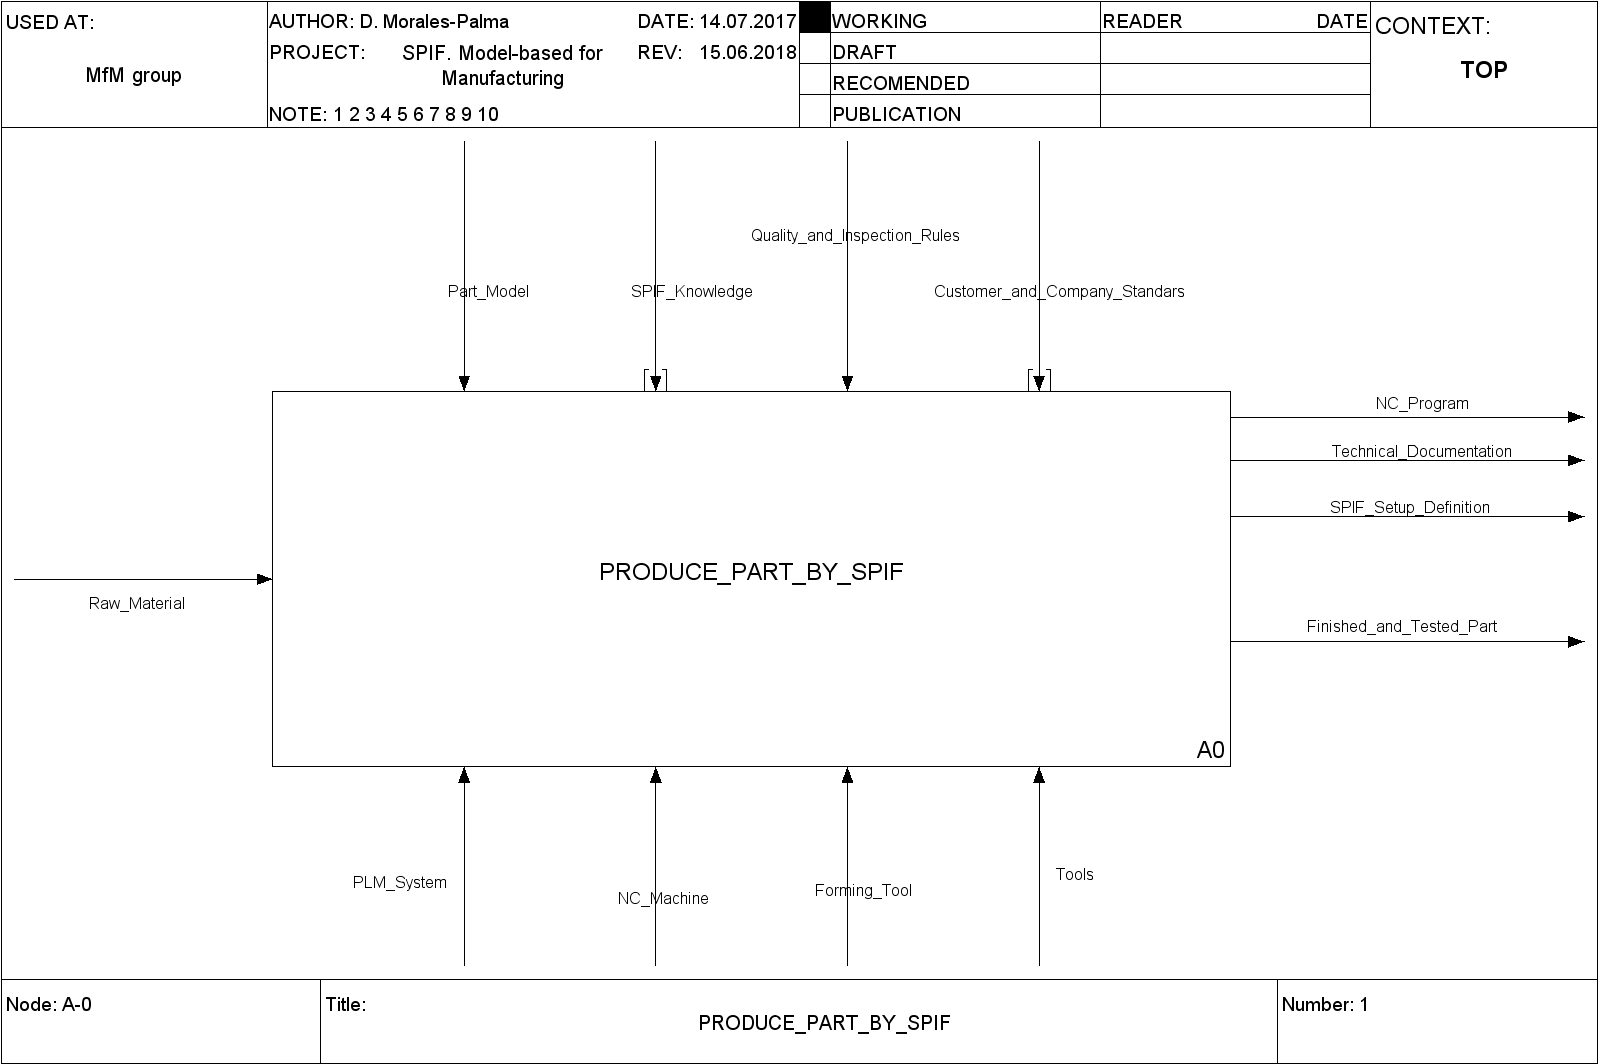 USED AT:
MfM group
AUTHOR: D. Morales-Palma
DATE: 14.07.2017
PROJECT: SPIF. Model-based for
Manufacturing
REV: 15.06.2018
NOTE: 1 2 3 4 5 6 7 8 9 10
WORKING
DRAFT
RECOMENDED
PUBLICATION
READER DATE
CONTEXT:
TOP
Quality_and_Inspection_Rules
Part_Model
SPIF_Knowledge
Customer_and_Company_Standars
NC_Program
Technical_Documentation
SPIF_Setup_Definition
PRODUCE_PART_BY_SPIF
Raw_Material
Finished_and_Tested_Part
A0
PLM_System
NC_Machine
Forming_Tool
Tools
Node: A-0
Title:
PRODUCE_PART_BY_SPIF
Number: 1